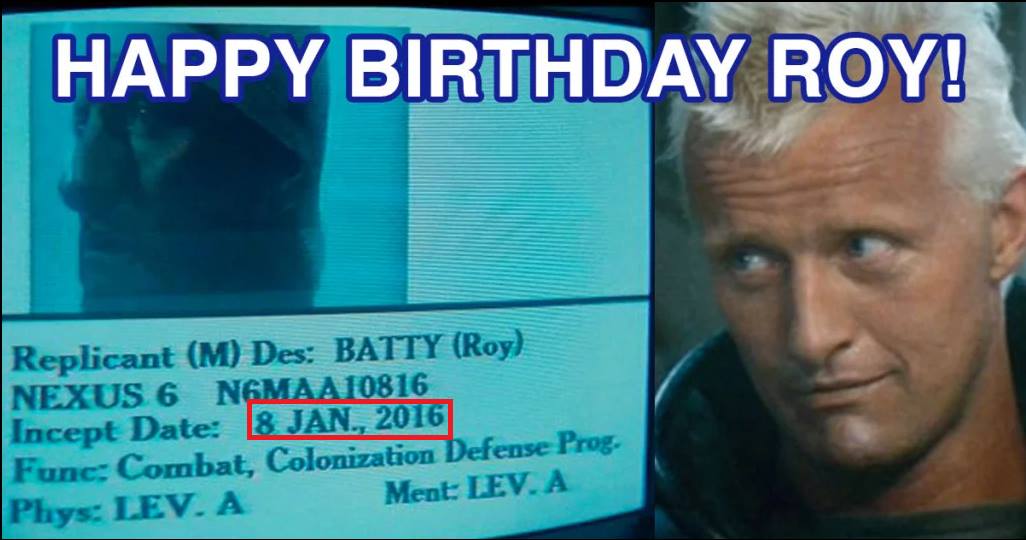 HAPPY BIRTHDAY ROY!
Replicant (M) Des: BATTY (Roy)
NEXUS 6 N6MAA10816
Incept Date: 8 JAN., 2016
Func: Combat, Colonization Defense Prog.
Phys: LEV. A Ment: LEV. A